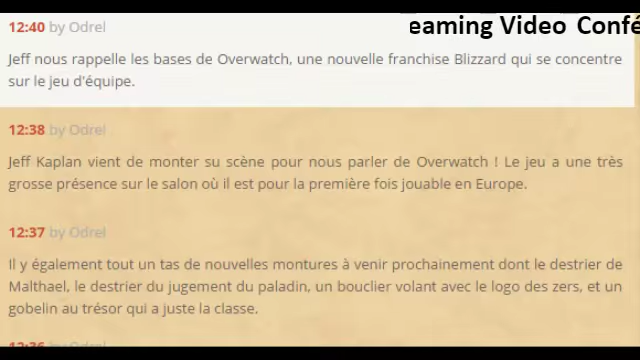 eaming Video Confé
12:40 by Odrel
Jeff nous rappelle les bases de Overwatch, une nouvelle franchise Blizzard qui se concentre
sur le jeu d'équipe.
12:38 by Odrel
Jeff Kaplan vient de monter su scène pour nous parler de Overwatch ! Le jeu a une très
grosse présence sur le salon où il est pour la première fois jouable en Europe.
12:37 by Odrel
Il y également tout un tas de nouvelles montures à venir prochainement dont le destrier de
Malthael, le destrier du jugement du paladin, un bouclier volant avec le logo des zers, et un
gobelin au trésor qui a juste la classe.
12:36 by Odrel